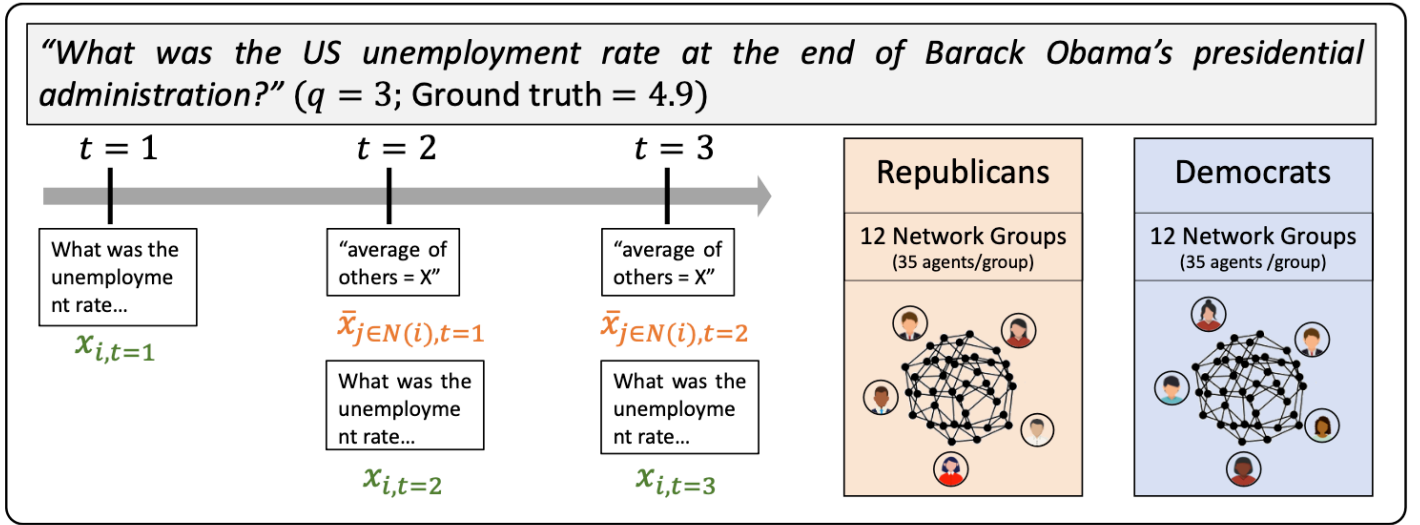 “What was the US unemployment rate at the end of Barack Obama’s presidential
administration?” (q = 3; Ground truth = 4.9)
t = 1
t = 2
t = 3
What was the
unemployme
nt rate…
x_{i,t=1}
“average of
others = X”
x̄_{j∈N(i),t=1}
What was the
unemployme
nt rate…
x_{i,t=2}
“average of
others = X”
x̄_{j∈N(i),t=2}
What was the
unemployme
nt rate…
x_{i,t=3}
Republicans
12 Network Groups
(35 agents/group)
Democrats
12 Network Groups
(35 agents /group)